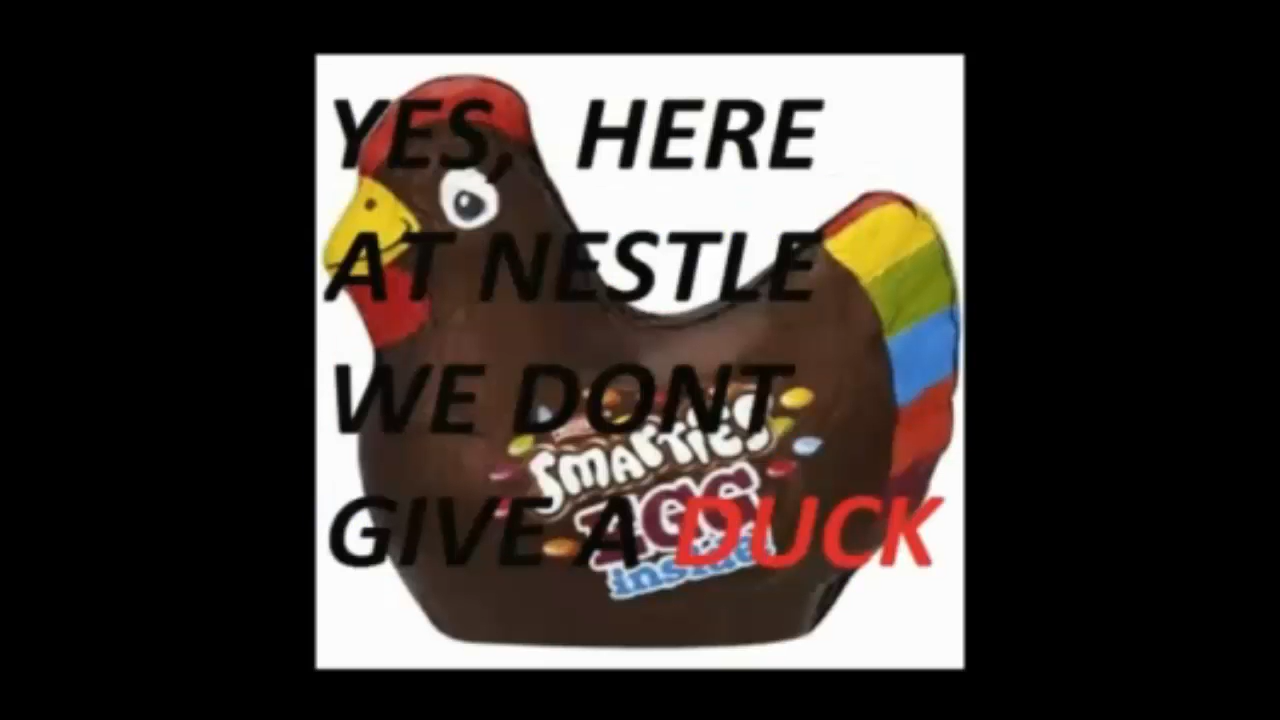 YES, HERE
AT NESTLE
WE DONT
SMARTIES
EGG
GIVE A DUCK
inside